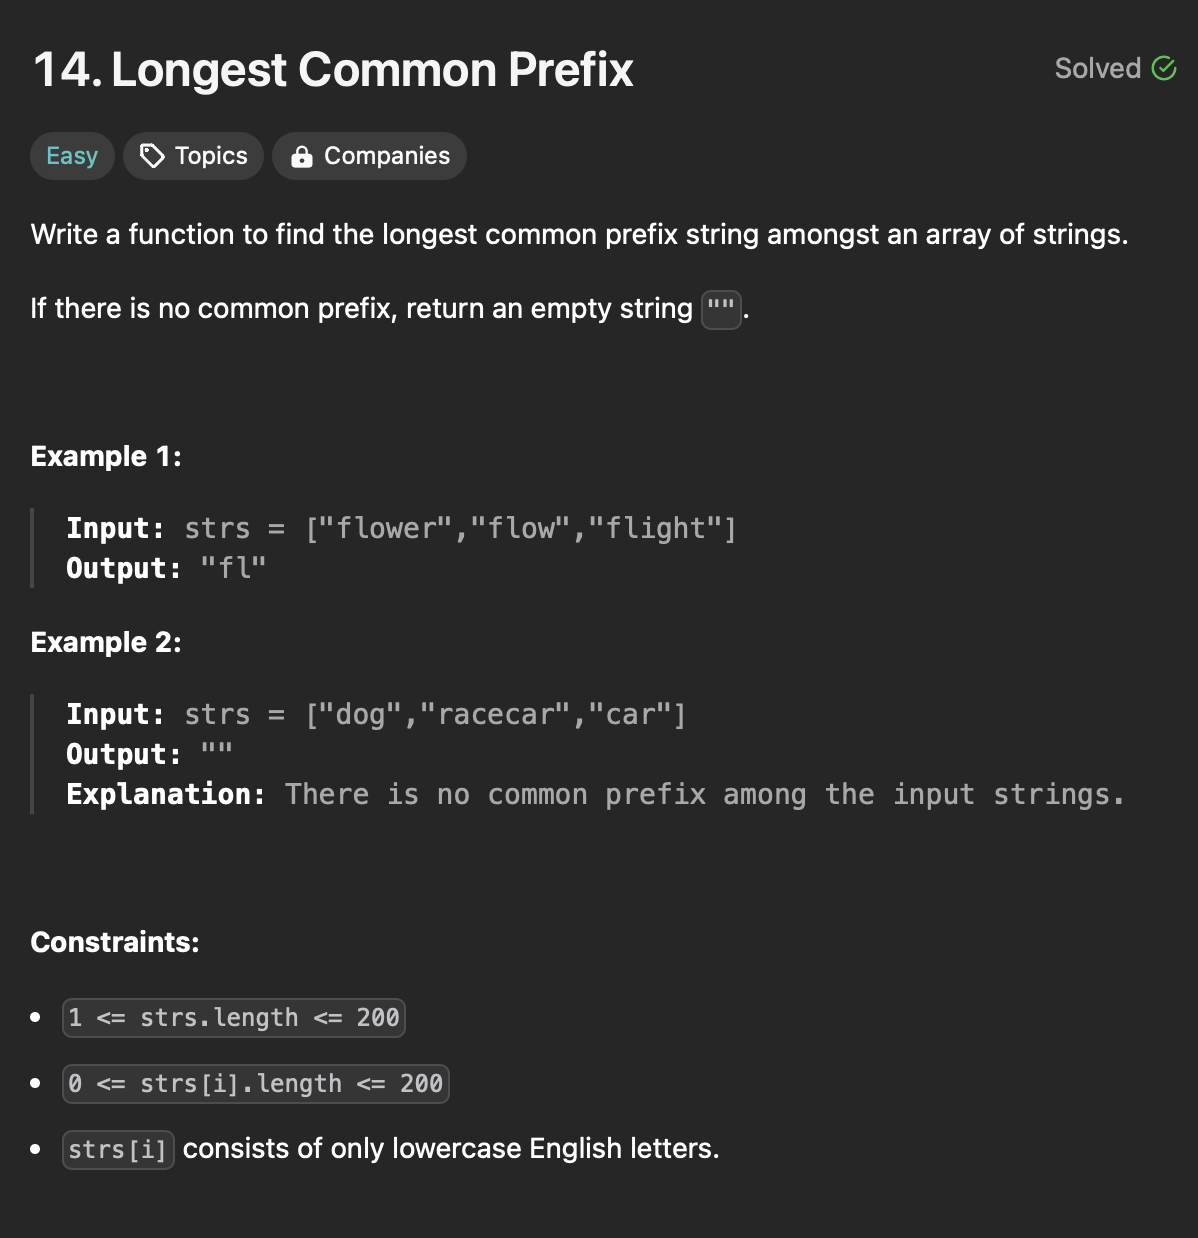 14. Longest Common Prefix
Solved
Easy
Topics
Companies
Write a function to find the longest common prefix string amongst an array of strings.
If there is no common prefix, return an empty string "".
Example 1:
Input: strs = ["flower","flow","flight"]
Output: "fl"
Example 2:
Input: strs = ["dog","racecar","car"]
Output: ""
Explanation: There is no common prefix among the input strings.
Constraints:
• 1 <= strs.length <= 200
• 0 <= strs[i].length <= 200
• strs[i] consists of only lowercase English letters.